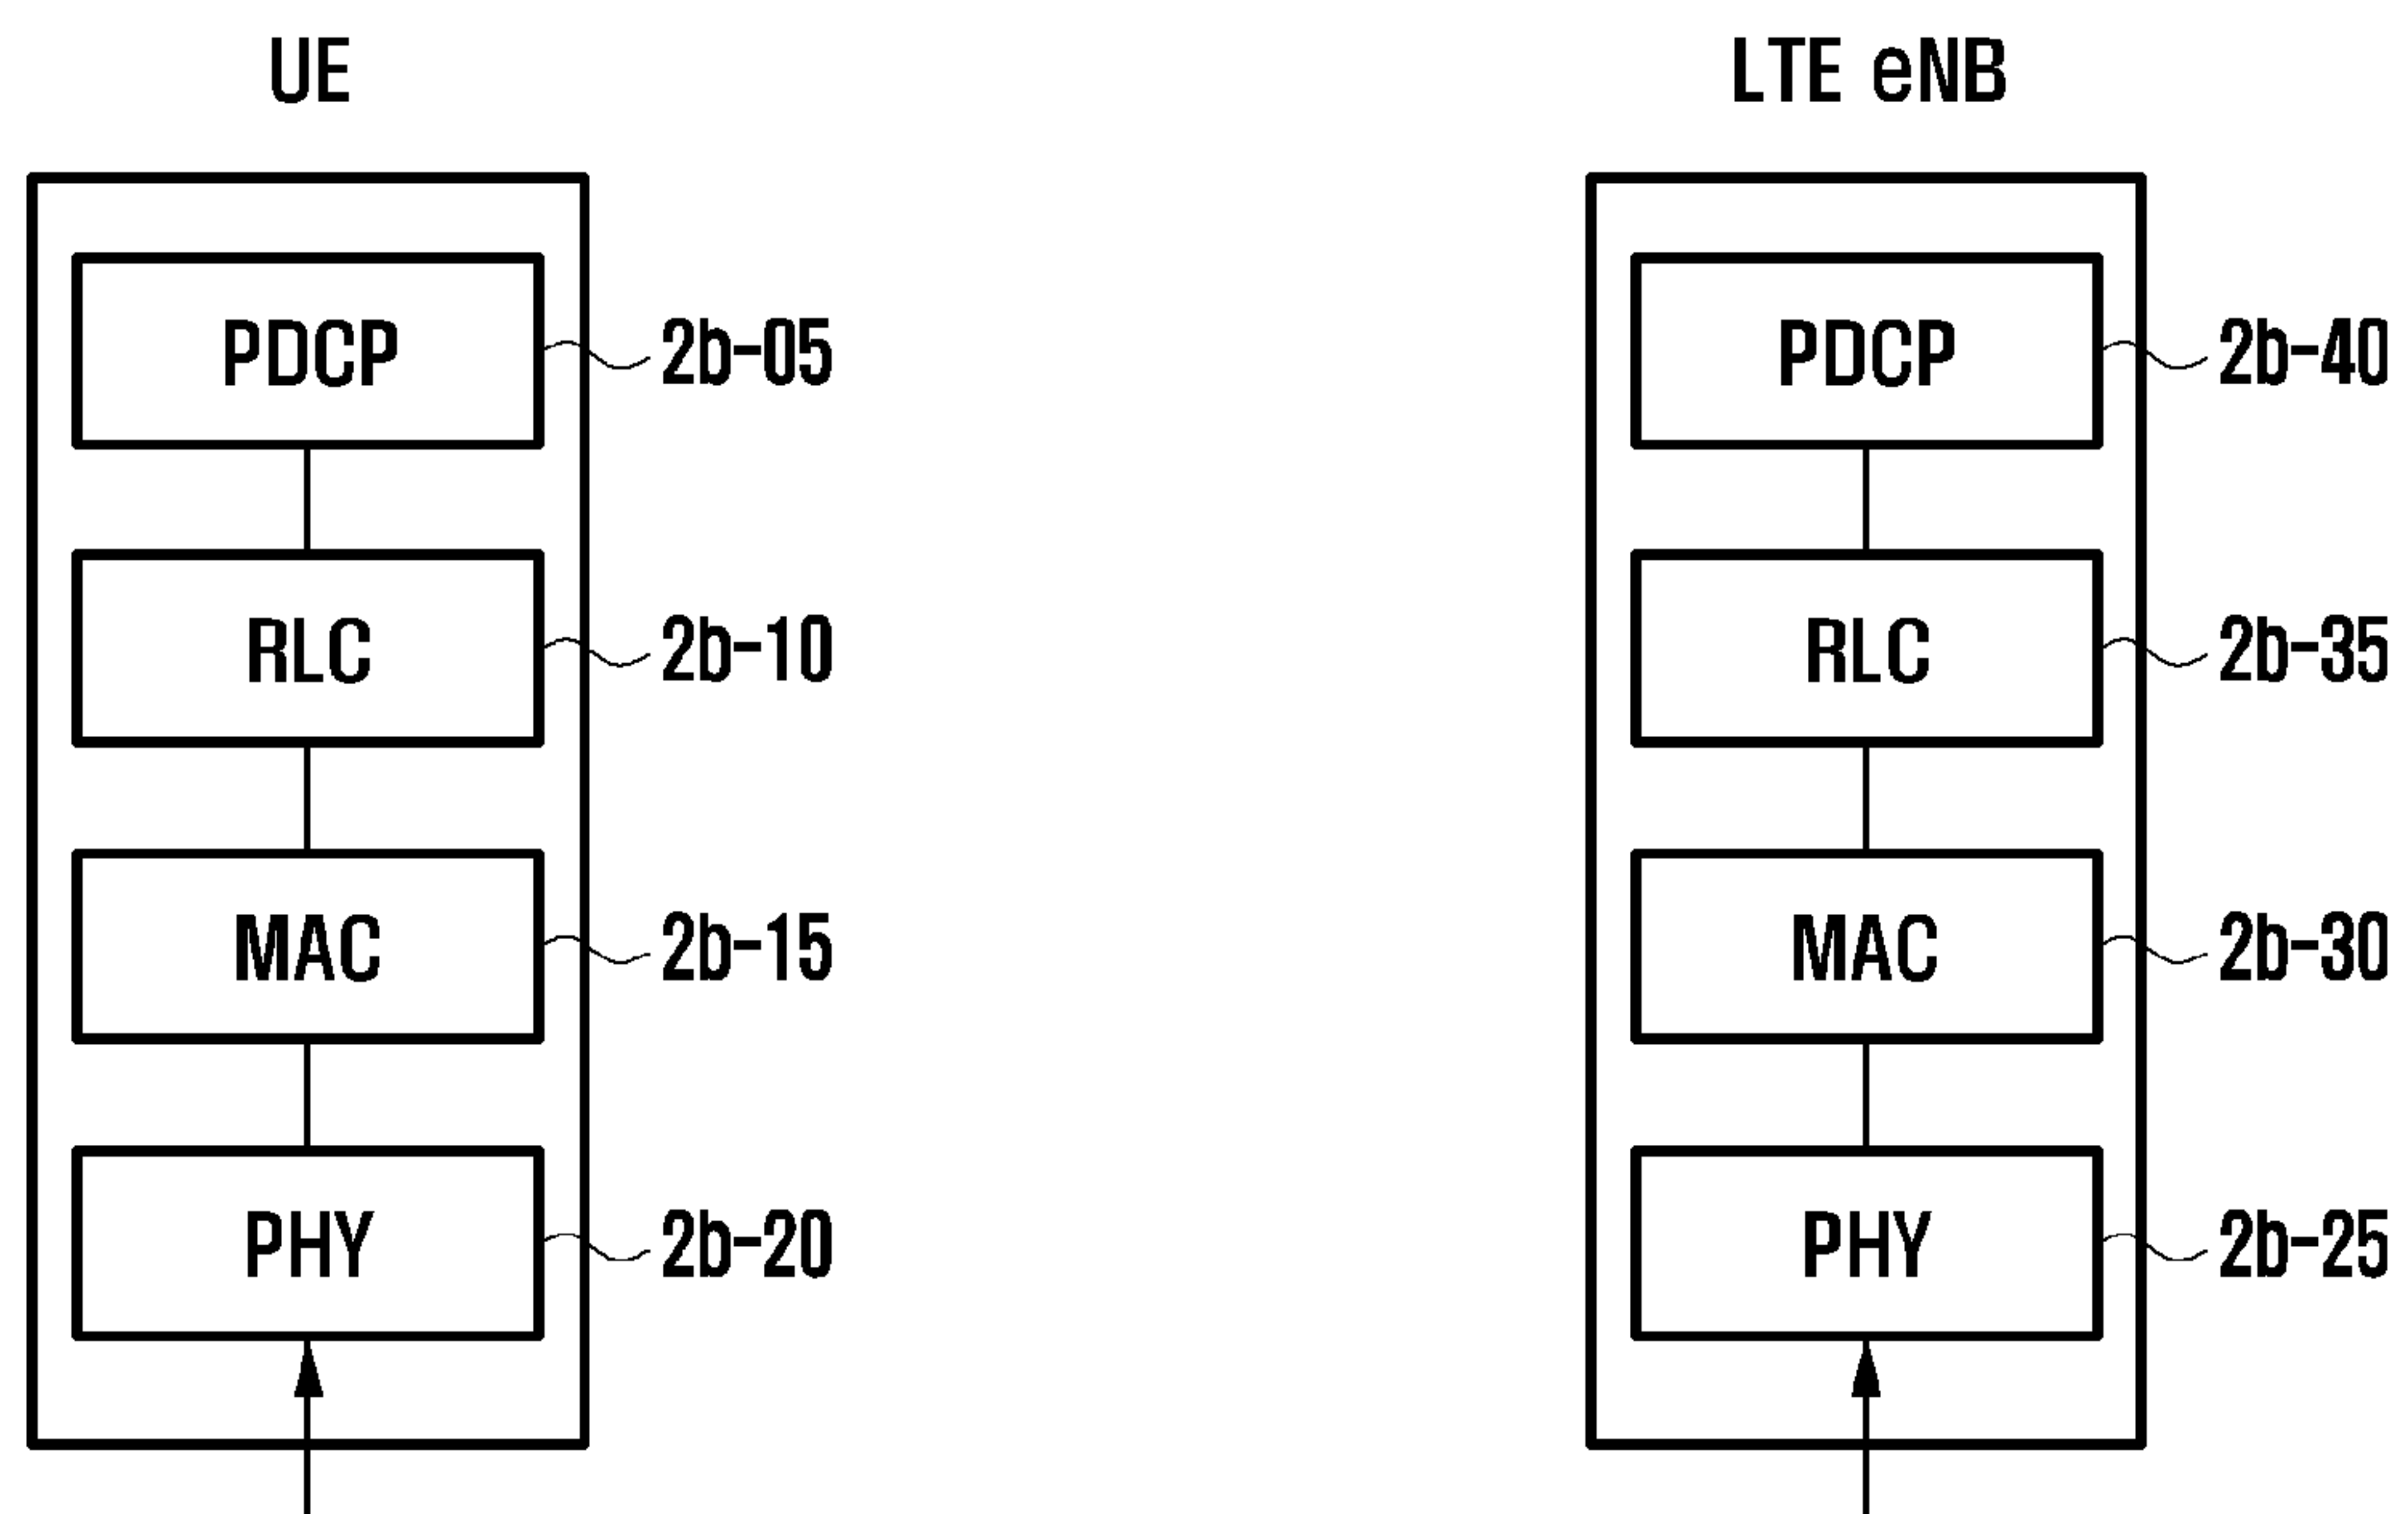 UE LTE eNB
PDCP 2b-05 PDCP 2b-40
RLC 2b-10 RLC 2b-35
MAC 2b-15 MAC 2b-30
PHY 2b-20 PHY 2b-25